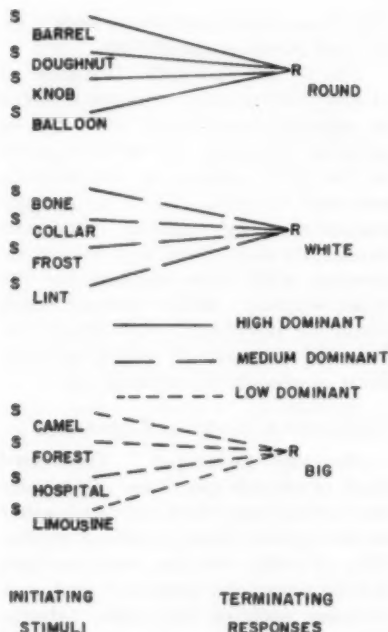 S
BARREL
S
DOUGHNUT
S
KNOB
S
BALLOON
R
ROUND
S
BONE
S
COLLAR
S
FROST
S
LINT
R
WHITE
HIGH DOMINANT
MEDIUM DOMINANT
LOW DOMINANT
S
CAMEL
S
FOREST
S
HOSPITAL
S
LIMOUSINE
R
BIG
INITIATING
STIMULI
TERMINATING
RESPONSES